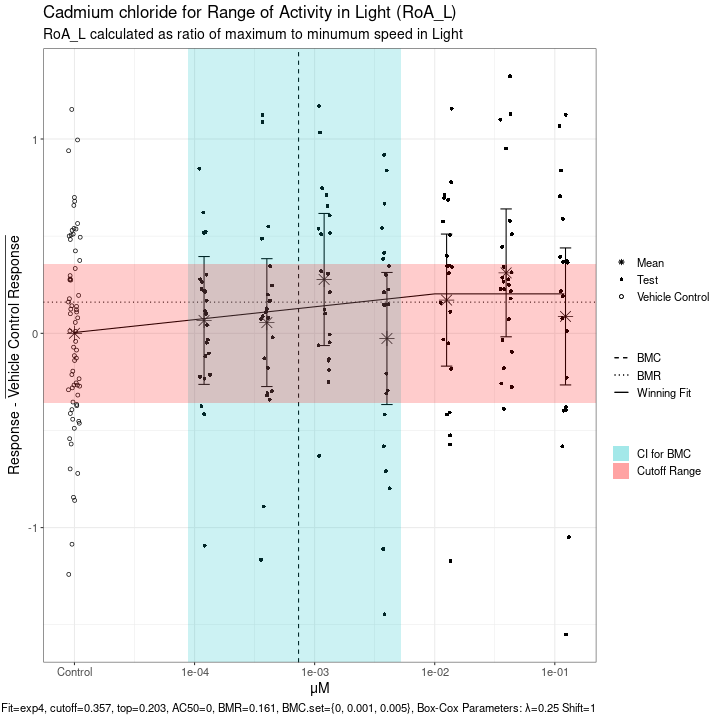 Cadmium chloride for Range of Activity in Light (RoA_L)
RoA_L calculated as ratio of maximum to minumum speed in Light
Response - Vehicle Control Response
1
0
-1
Control
1e-04
1e-03
1e-02
1e-01
µM
Mean
Test
Vehicle Control
BMC
BMR
Winning Fit
CI for BMC
Cutoff Range
Fit=exp4, cutoff=0.357, top=0.203, AC50=0, BMR=0.161, BMC.set={0, 0.001, 0.005}, Box-Cox Parameters: λ=0.25 Shift=1